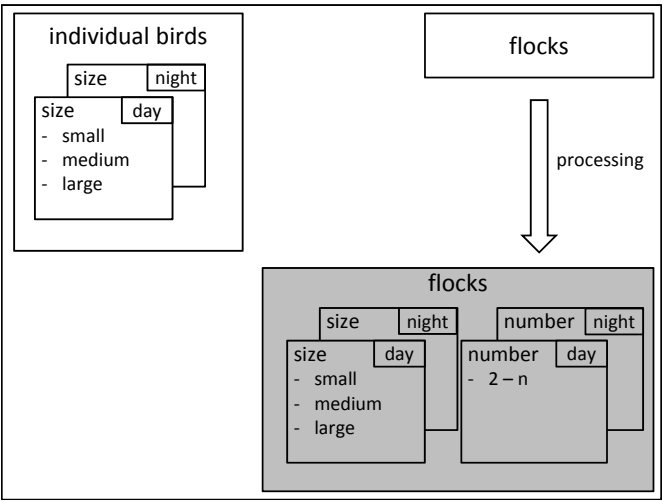 individual birds
size night
size day
- small
- medium
- large
flocks
processing
flocks
size night
size day
- small
- medium
- large
number night
number day
- 2 – n